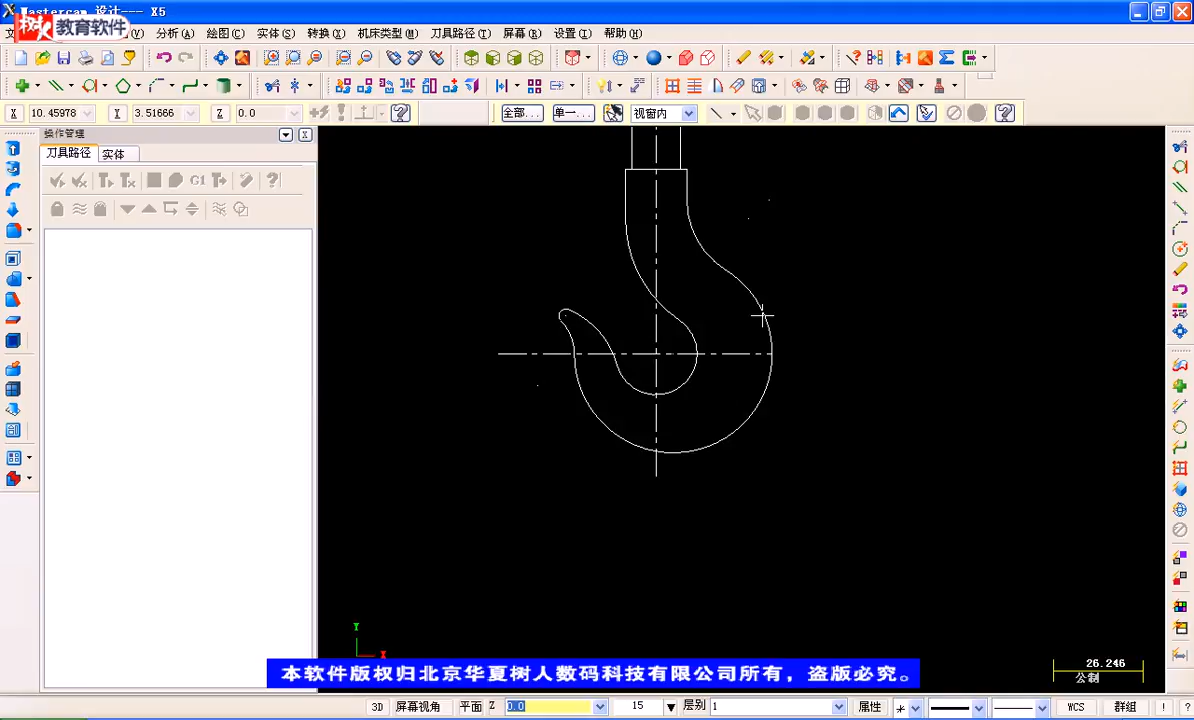 Mastercam 设计--- X5
树人 教育软件
(V) 分析(A) 绘图(C) 实体(S) 转换(X) 机床类型(M) 刀具路径(T) 屏幕(R) 设置(I) 帮助(H)
X 10.45978 Y 3.51666 Z 0.0 全部... 单一... 视窗内
操作管理
刀具路径 实体
G1
Y
X
本软件版权归北京华夏树人数码科技有限公司所有，盗版必究。
26.246
公制
3D 屏幕视角 平面 Z 0.0 15 层别 1 属性 WCS 群组 ! ?